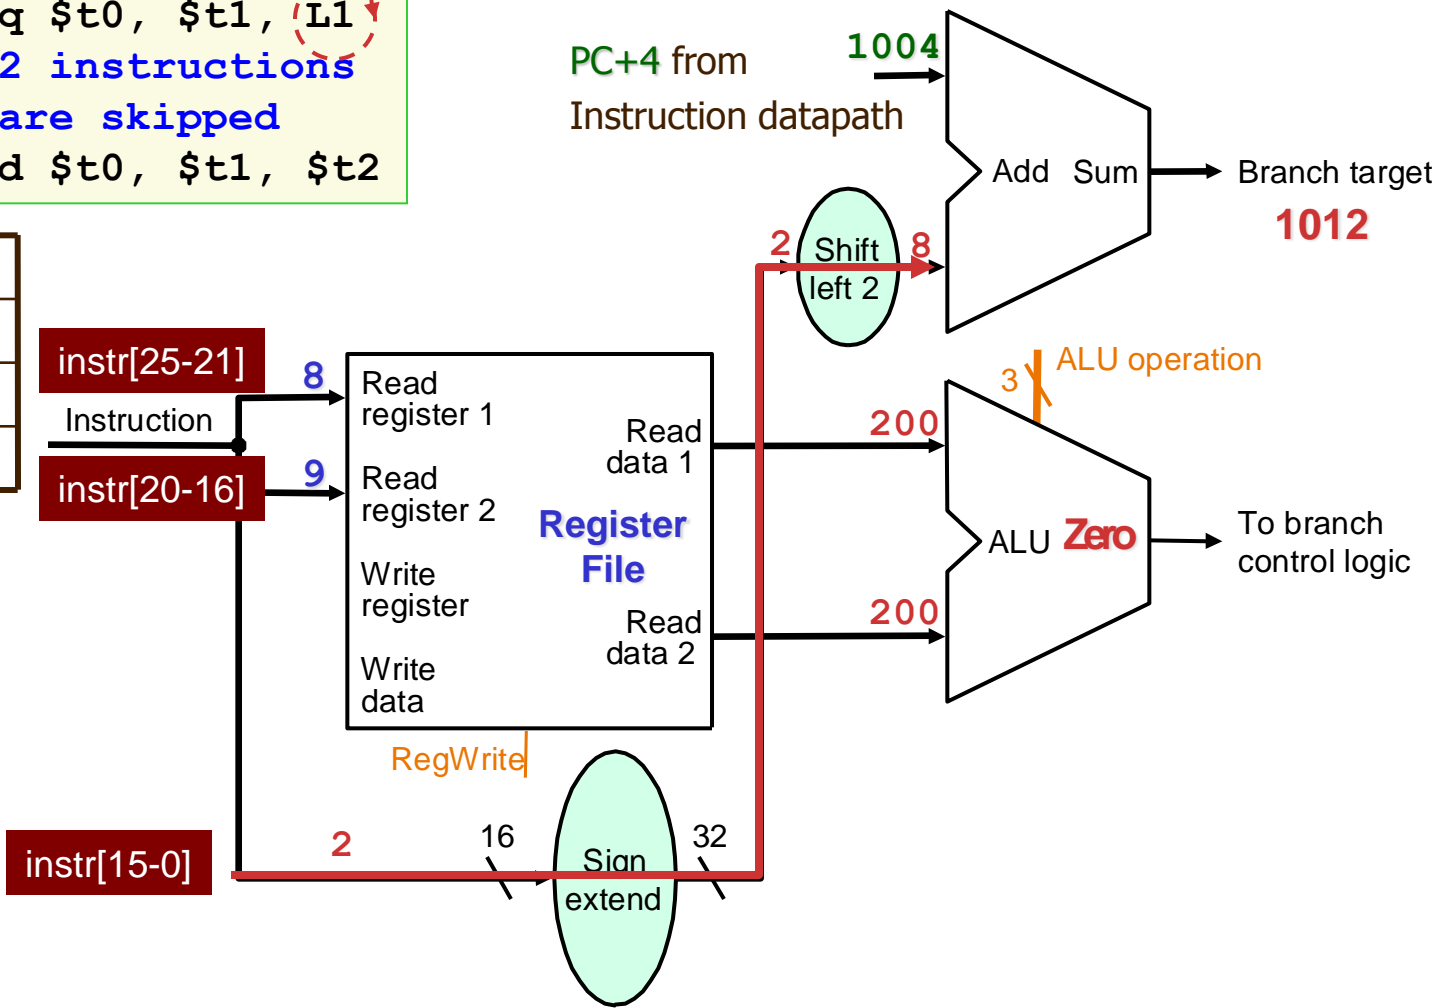 q $t0, $t1, L1
2 instructions
are skipped
d $t0, $t1, $t2
PC+4 from
Instruction datapath
1004
Add Sum
Branch target
1012
2
Shift
left 2
8
instr[25-21]
Instruction
instr[20-16]
8
9
Read
register 1
Read
register 2
Write
register
Write
data
Read
data 1
Register
File
Read
data 2
RegWrite
200
200
3
ALU operation
ALU Zero
To branch
control logic
instr[15-0]
2
16
Sign
extend
32